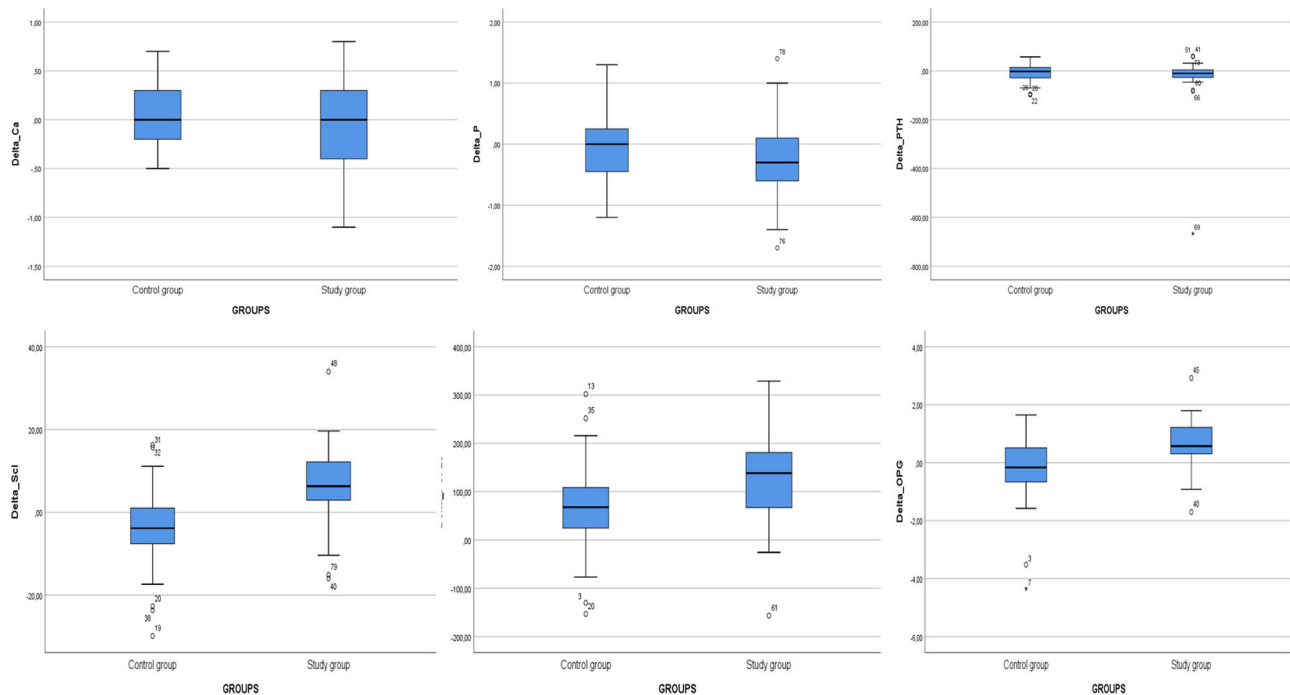 1,00
,50
,00
-,50
-1,00
-1,50
Delta_Ca
Control group
Study group
GROUPS
2,00
1,00
,00
-1,00
-2,00
Delta_P
78
76
Control group
Study group
GROUPS
200,00
,00
-200,00
-400,00
-600,00
-800,00
Delta_PTH
22
51
41
66
69
Control group
Study group
GROUPS
40,00
20,00
,00
-20,00
Delta_Scl
31
32
20
38
19
48
79
40
Control group
Study group
GROUPS
400,00
300,00
200,00
100,00
,00
-100,00
-200,00
13
35
3
20
61
Control group
Study group
GROUPS
4,00
2,00
,00
-2,00
-4,00
-6,00
Delta_OPG
3
7
45
40
Control group
Study group
GROUPS